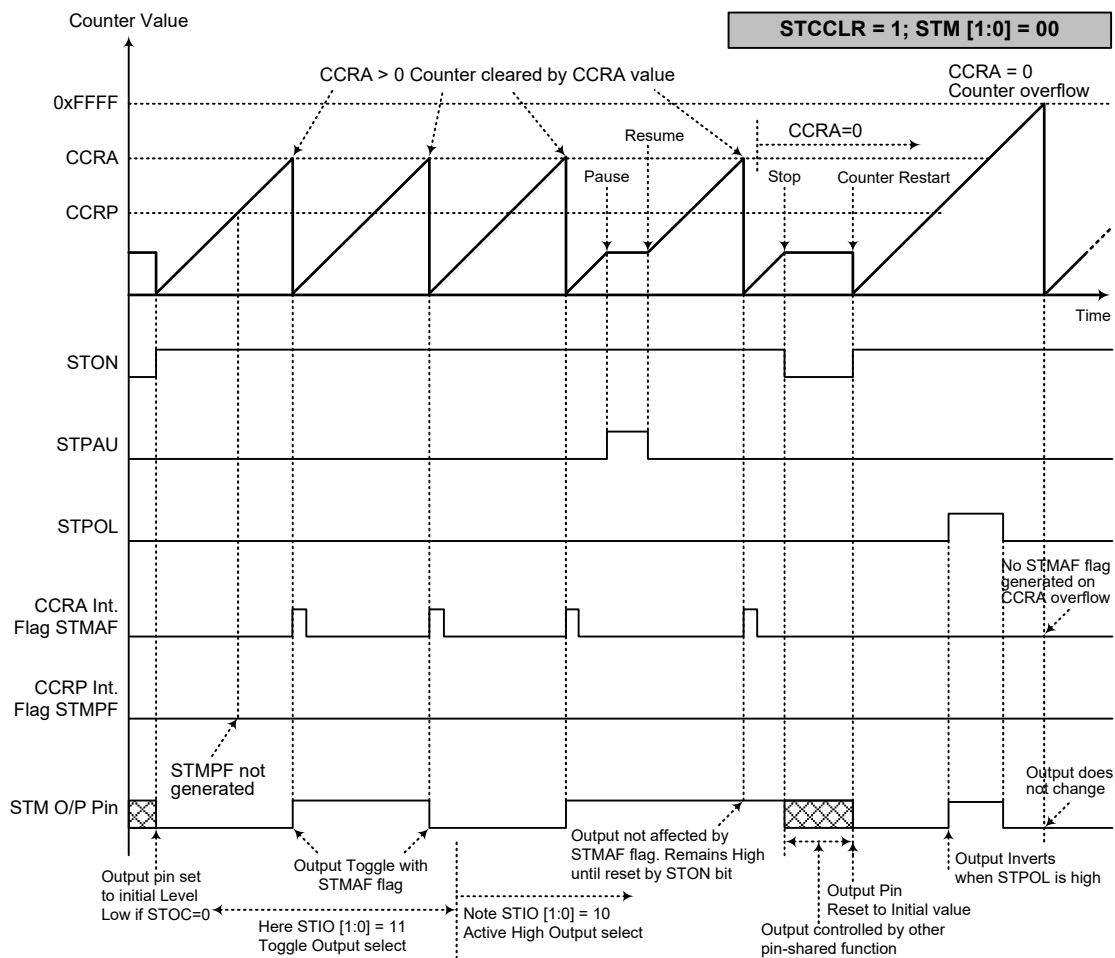 Counter Value
STCCLR = 1; STM [1:0] = 00
CCRA > 0 Counter cleared by CCRA value
CCRA = 0
Counter overflow
0xFFFF
Resume
CCRA=0
CCRA
Pause
Stop
Counter Restart
CCRP
Time
STON
STPAU
STPOL
No STMAF flag
generated on
CCRA overflow
CCRA Int.
Flag STMAF
CCRP Int.
Flag STMPF
STMPF not
generated
STM O/P Pin
Output does
not change
Output pin set
to initial Level
Low if STOC=0
Output Toggle with
STMAF flag
Output not affected by
STMAF flag. Remains High
until reset by STON bit
Output Inverts
when STPOL is high
Output Pin
Reset to Initial value
Here STIO [1:0] = 11
Toggle Output select
Note STIO [1:0] = 10
Active High Output select
Output controlled by other
pin-shared function